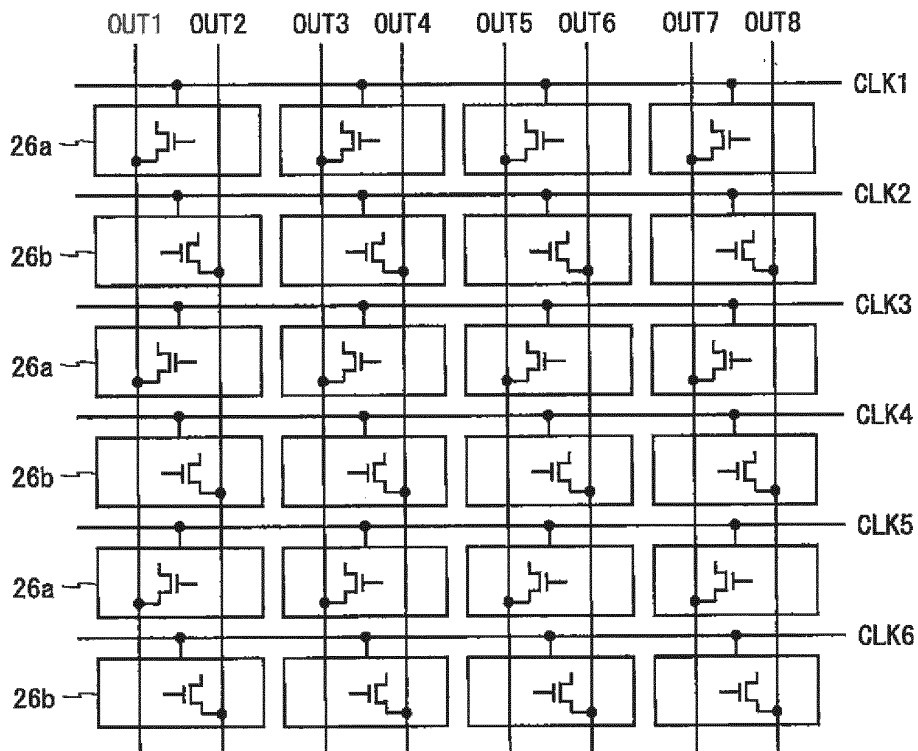 OUT1 OUT2 OUT3 OUT4 OUT5 OUT6 OUT7 OUT8
CLK1
26a
CLK2
26b
CLK3
26a
CLK4
26b
CLK5
26a
CLK6
26b